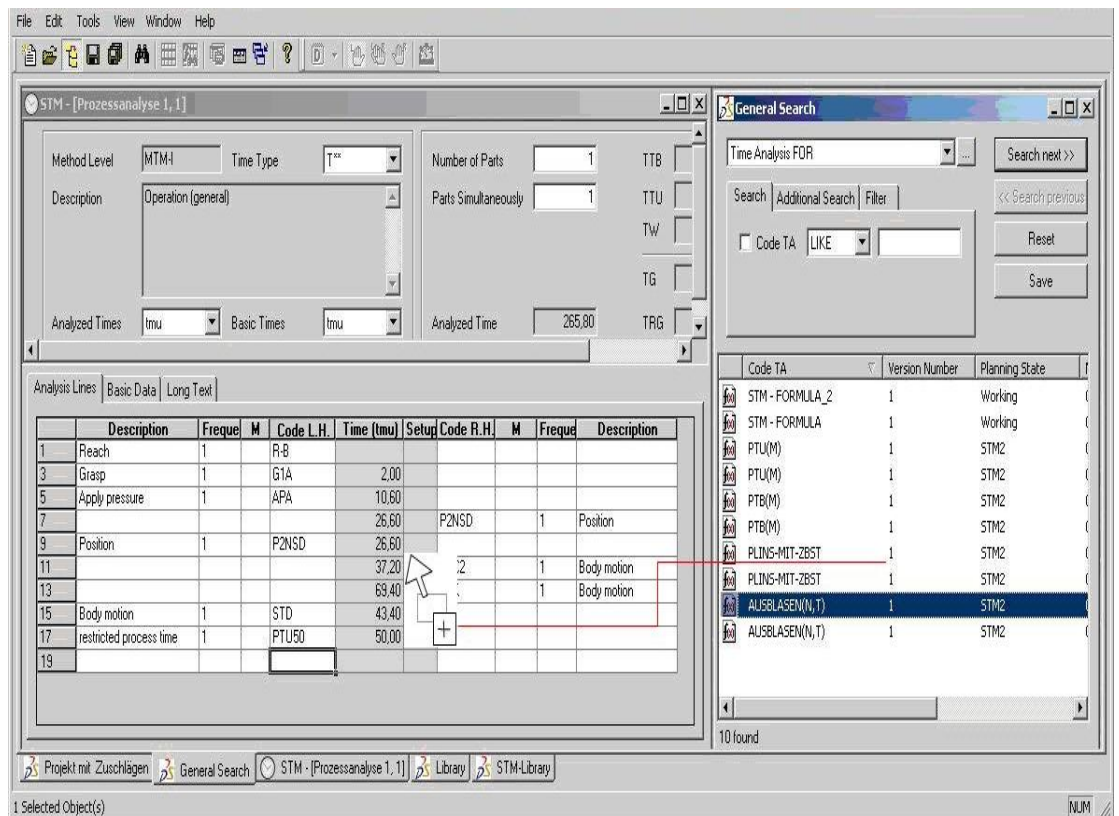 File Edit Tools View Window Help
STM - [Prozessanalyse 1, 1]
Method Level MTM-I Time Type T**
Description Operation (general)
Analyzed Times tmu Basic Times tmu
Number of Parts 1
Parts Simultaneously 1
Analyzed Time 265,80
TTB
TTU
TW
TG
TRG
Analysis Lines Basic Data Long Text
Description Freque M Code L.H. Time (tmu) Setup Code R.H. M Freque Description
1 Reach 1 R-B
3 Grasp 1 G1A 2,00
5 Apply pressure 1 APA 10,60
7 26,60 P2NSD 1 Position
9 Position 1 P2NSD 26,60
11 37,20 2 1 Body motion
13 69,40 1 Body motion
15 Body motion 1 STD 43,40
17 restricted process time 1 PTU50 50,00
19
General Search
Time Analysis FOR ... Search next >>
Search Additional Search Filter << Search previous
Code TA LIKE Reset
Save
Code TA Version Number Planning State
STM - FORMULA_2 1 Working
STM - FORMULA 1 Working
PTU(M) 1 STM2
PTU(M) 1 STM2
PTB(M) 1 STM2
PTB(M) 1 STM2
PLINS-MIT-ZBST 1 STM2
PLINS-MIT-ZBST 1 STM2
AUSBLASEN(N,T) 1 STM2
AUSBLASEN(N,T) 1 STM2
10 found
Projekt mit Zuschlägen General Search STM - [Prozessanalyse 1, 1] Library STM-Library
1 Selected Object(s) NUM